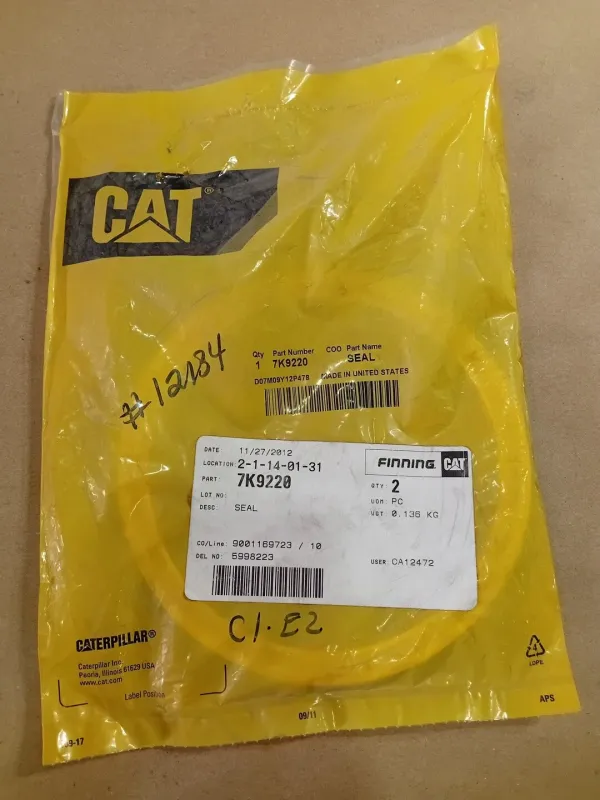 CAT®
#12184
Qty Part Number COO Part Name
1 7K9220 SEAL
D07M09Y12P478 MADE IN UNITED STATES
DATE 11/27/2012
LOCATION: 2-1-14-01-31
PART: 7K9220
LOT NO:
DESC: SEAL
CO/Line: 9001169723 / 10
DEL NO: 5998223
FINNING. CAT
QTY: 2
UOM: PC
WGT: 0.136 KG
USER: CA12472
C1·E2
CATERPILLAR®
Caterpillar Inc.
Peoria, Illinois 61629 USA
www.cat.com
Label Position
4
LDPE
09/11
APS